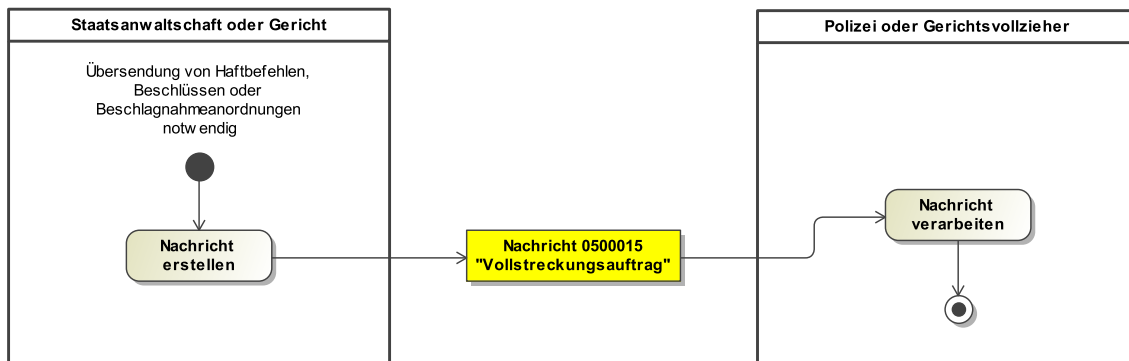 Staatsanwaltschaft oder Gericht
Übersendung von Haftbefehlen,
Beschlüssen oder
Beschlagnahmeanordnungen
notwendig
Nachricht
erstellen
Nachricht 0500015
"Vollstreckungsauftrag"
Polizei oder Gerichtsvollzieher
Nachricht
verarbeiten